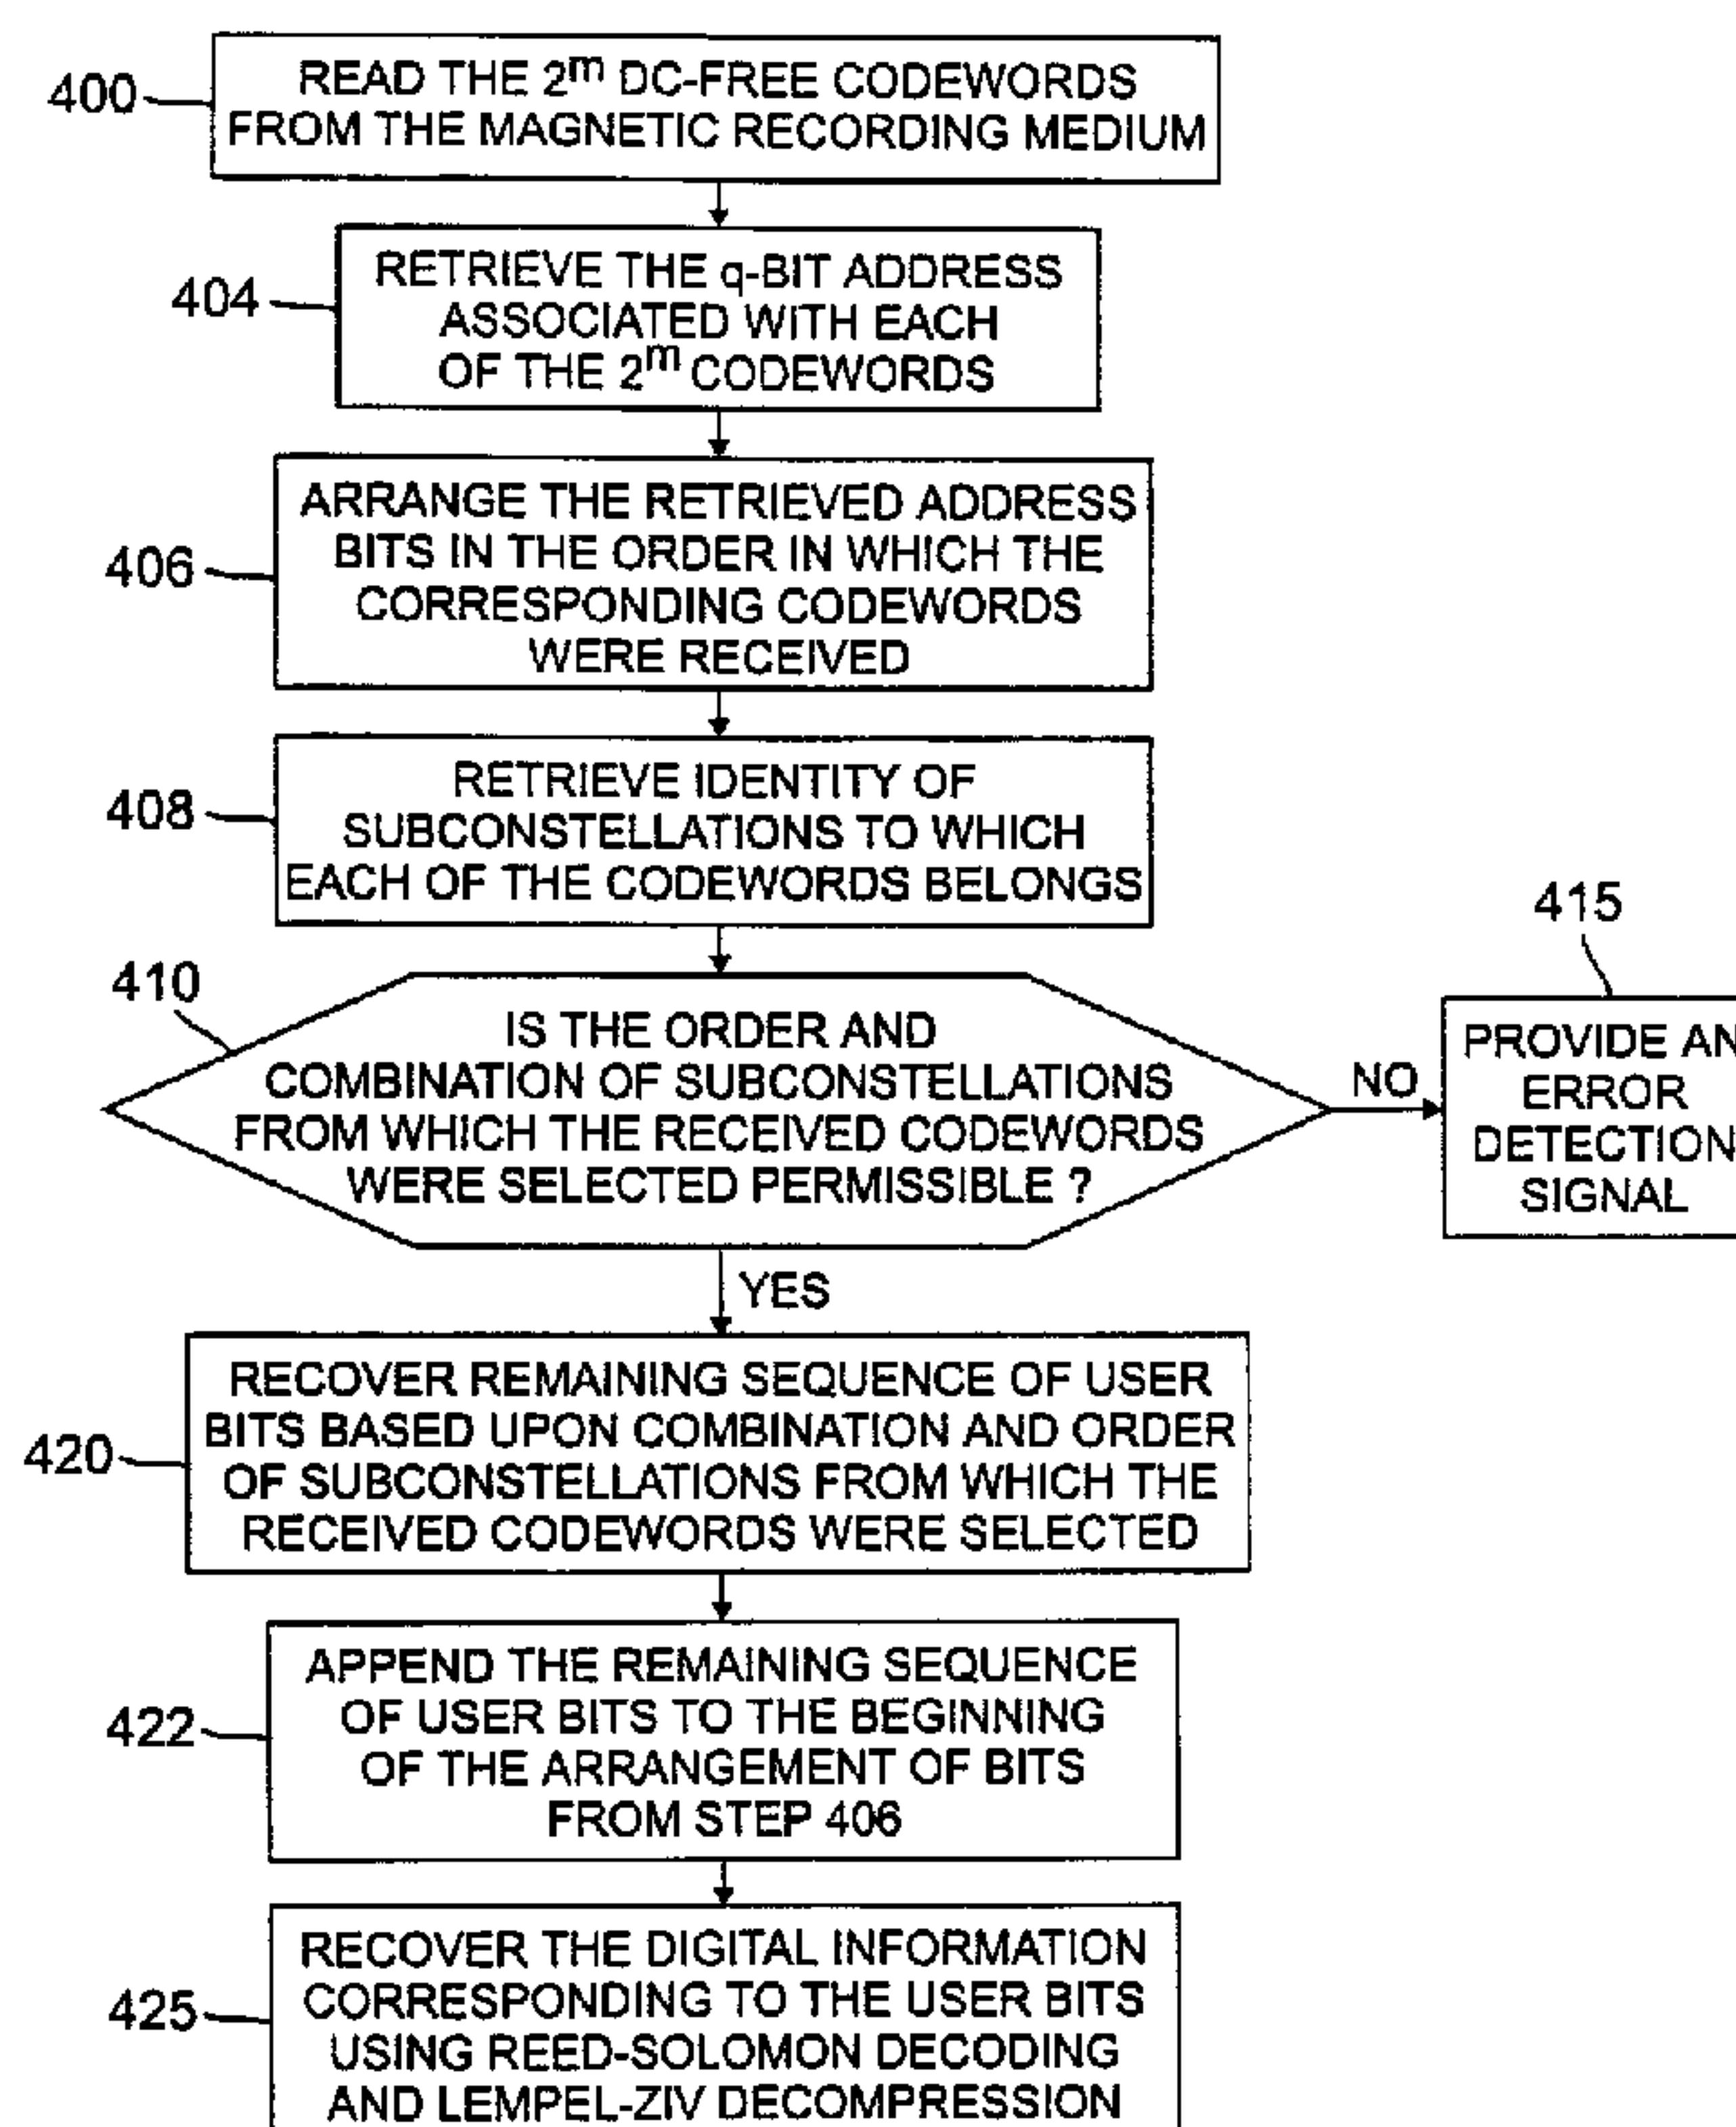 400
READ THE 2^m DC-FREE CODEWORDS
FROM THE MAGNETIC RECORDING MEDIUM
404
RETRIEVE THE q-BIT ADDRESS
ASSOCIATED WITH EACH
OF THE 2^m CODEWORDS
406
ARRANGE THE RETRIEVED ADDRESS
BITS IN THE ORDER IN WHICH THE
CORRESPONDING CODEWORDS
WERE RECEIVED
408
RETRIEVE IDENTITY OF
SUBCONSTELLATIONS TO WHICH
EACH OF THE CODEWORDS BELONGS
410
IS THE ORDER AND
COMBINATION OF SUBCONSTELLATIONS
FROM WHICH THE RECEIVED CODEWORDS
WERE SELECTED PERMISSIBLE ?
NO
415
PROVIDE AN
ERROR
DETECTION
SIGNAL
YES
420
RECOVER REMAINING SEQUENCE OF USER
BITS BASED UPON COMBINATION AND ORDER
OF SUBCONSTELLATIONS FROM WHICH THE
RECEIVED CODEWORDS WERE SELECTED
422
APPEND THE REMAINING SEQUENCE
OF USER BITS TO THE BEGINNING
OF THE ARRANGEMENT OF BITS
FROM STEP 406
425
RECOVER THE DIGITAL INFORMATION
CORRESPONDING TO THE USER BITS
USING REED-SOLOMON DECODING
AND LEMPEL-ZIV DECOMPRESSION